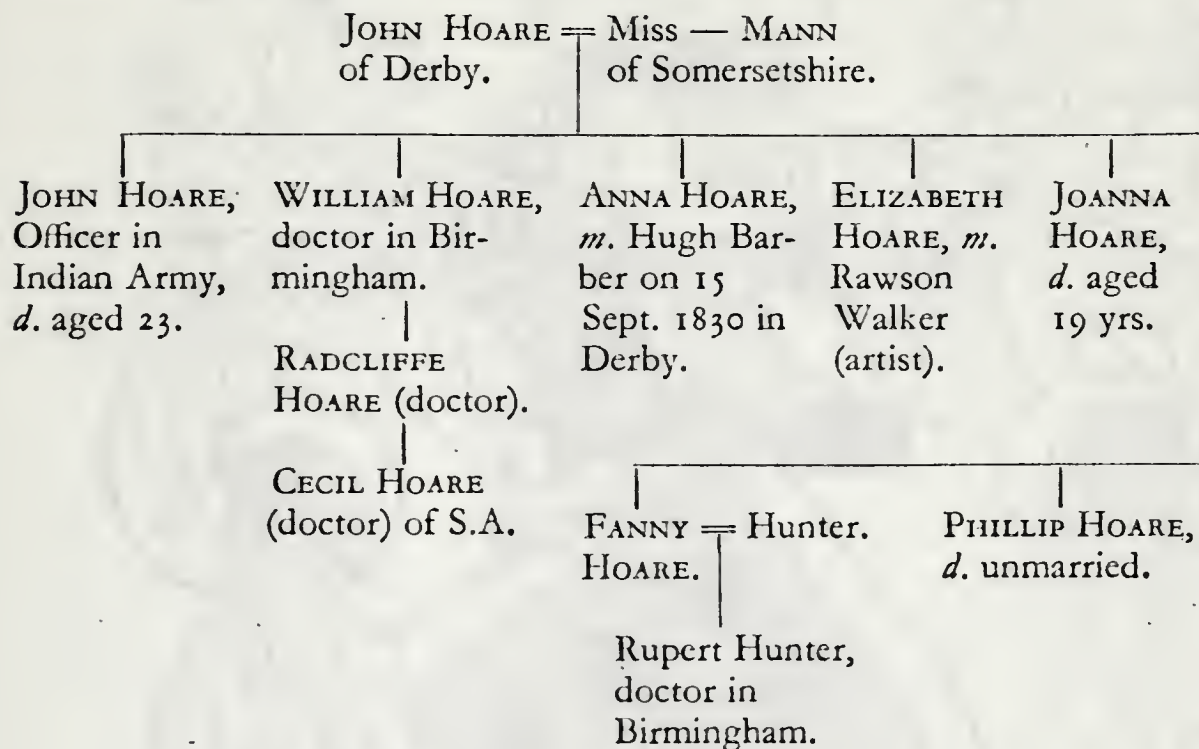 JOHN HOARE = Miss — MANN
of Derby. of Somersetshire.
JOHN HOARE,
Officer in
Indian Army,
d. aged 23.
WILLIAM HOARE,
doctor in Bir-
mingham.
RADCLIFFE
HOARE (doctor).
CECIL HOARE
(doctor) of S.A.
ANNA HOARE,
m. Hugh Bar-
ber on 15
Sept. 1830 in
Derby.
ELIZABETH
HOARE, m.
Rawson
Walker
(artist).
JOANNA
HOARE,
d. aged
19 yrs.
FANNY = Hunter.
HOARE.
Rupert Hunter,
doctor in
Birmingham.
PHILLIP HOARE,
d. unmarried.